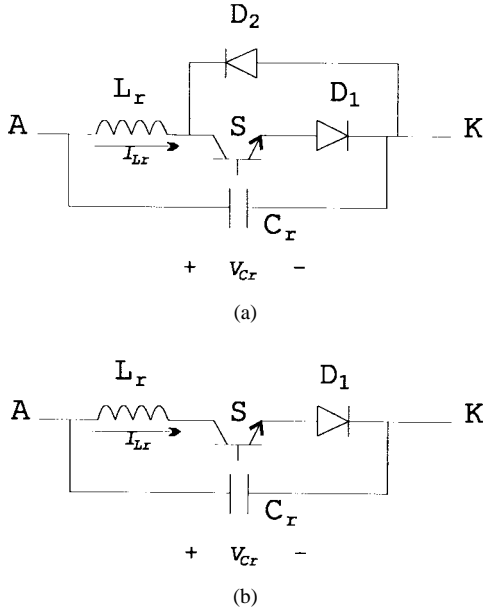 D2
Lr D1
A S K
ILr
Cr
+ VCr -
(a)
Lr D1
A S K
ILr
Cr
+ VCr -
(b)